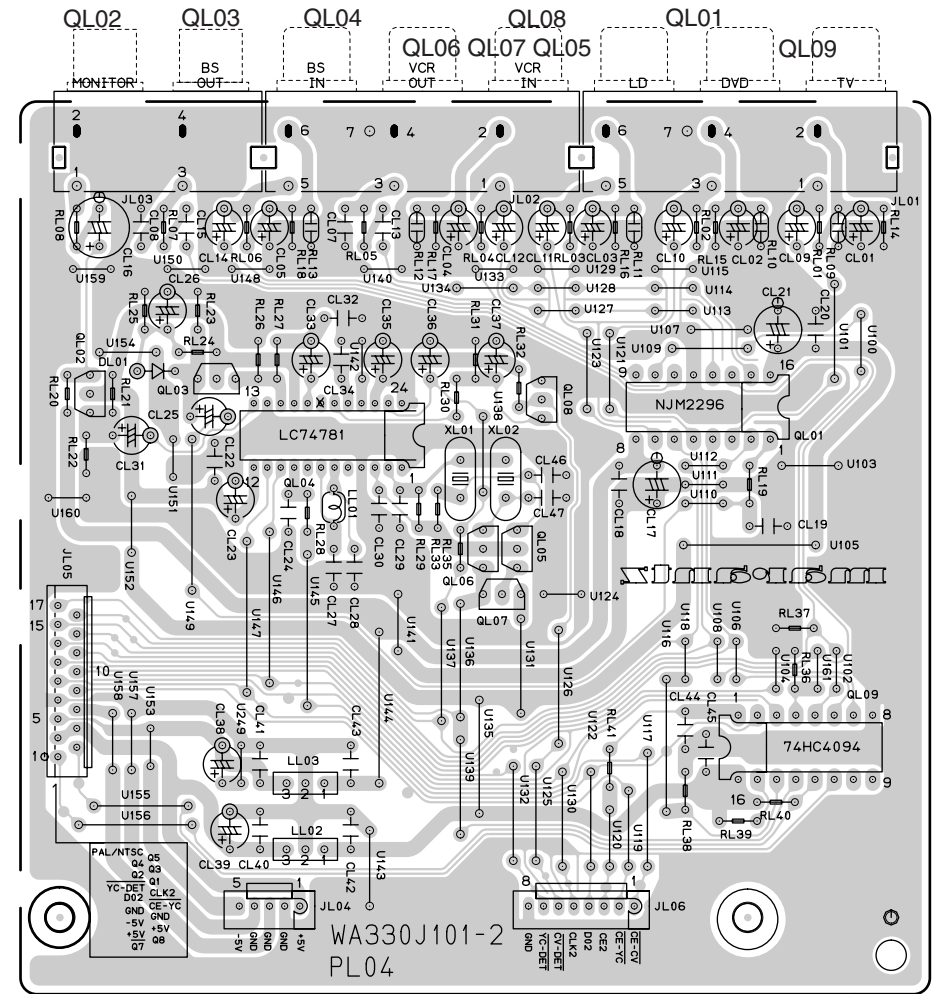 QL02 QL03 QL04 QL08 QL01
QL06 QL07 QL05 QL09
BS BS VCR VCR
MONITOR OUT IN OUT IN LD DVD TV
2 4 6 7 4 2 6 7 4 2
1 3 5 3 1 5 3 1
JL03 JL02 JL01
RL08 CL16 CL06 RL07 CL15 CL14 RL06 CL05 RL18 RL13 CL07 RL05 CL13 RL12 RL17 CL04 RL04 CL12 CL11 RL03 CL03 RL16 RL11 CL10 RL02 RL15 CL02 RL10 CL09 RL01 RL09 CL01 RL14
U159 U150 U148 U140 U133 U129 U115
CL26 U134 U128 U114
RL25 RL23 RL26 RL27 CL33 CL32 CL35 CL36 RL31 CL37 RL32 U127 U113 CL21 CL20
U107 U101 U100
U154 RL24 U142 U123 U121 U109
QL02 DL01 QL03 13 CL34 24 RL30 U138 QL08 9 16
RL20 RL21 CL25 LC74781 XL01 XL02 NJM2296 QL01
RL22 CL31 CL22 8 1
U112 U103
U151 12 QL04 LL01 1 CL46 U111 RL19
U160 CL47 U110
U149 CL23 CL24 RL28 CL30 CL29 RL29 RL33 RL35 CL18 CL17 CL19
JL05 U152 QL06 QL05 U105
U147 U146 U145 CL27 CL28 QL07 U124 marantz
17
15 U141 U137 U136 U131 U126 U116 U118 U108 U106 RL37
10 U104 RL36 U161 U102
U158 U157 U153 U144 QL09
5 CL44 CL45 1 8
CL38 U249 CL41 CL43 U135 U122 RL41 U117
1 74HC4094
LL03 U139
3 2 1 U132 U125 U130 U120 U119 9
1 U155 16 RL40
U156 LL02 RL38 RL39
3 2 1
CL39 CL40 CL42 U143
PAL/NTSC Q5
Q4 Q3
Q2 Q1
YC-DET CLK2
DO2 CE-YC
GND GND
-5V +5V
+5V Q8
Q7
5 1 JL04
-5V GND GND GND +5V
8 1 JL06
GND YC-DET CV-DET CLK2 DO2 CE2 CE-YC CE-CV
WA330J101-2
PL04